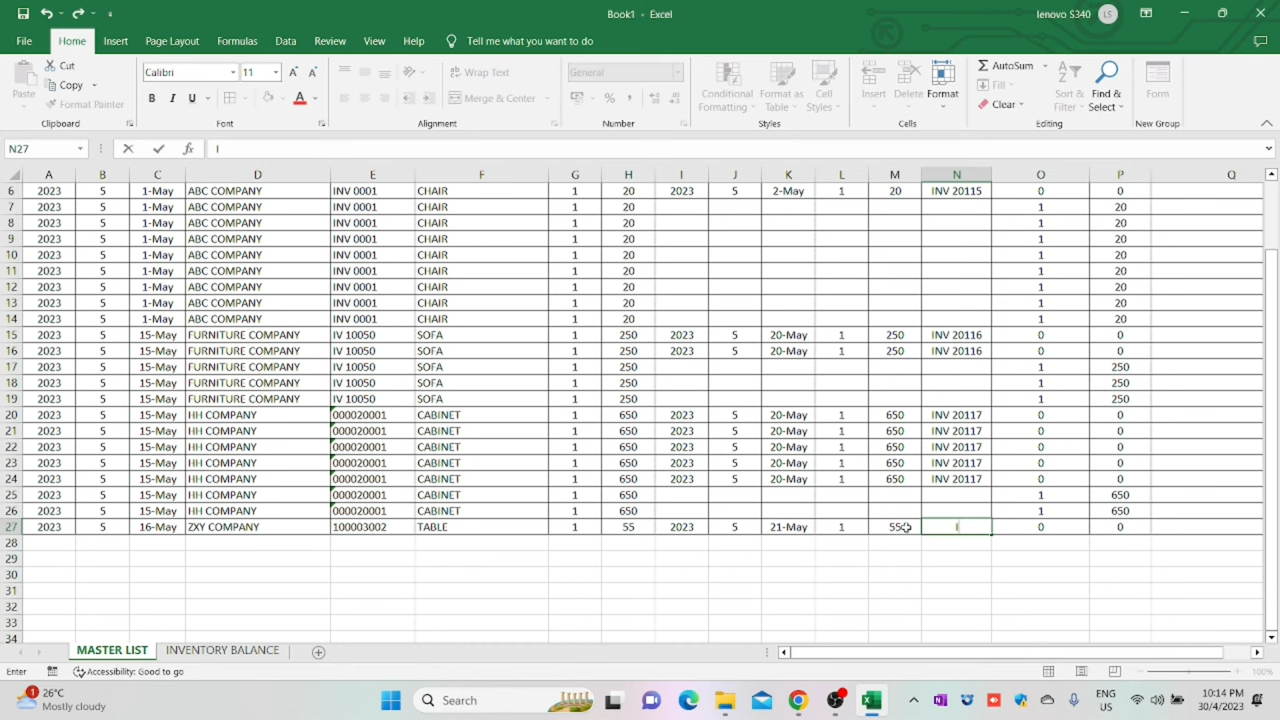 Book1 - Excel
lenovo S340 LS
File Home Insert Page Layout Formulas Data Review View Help Tell me what you want to do
Paste Cut Copy Format Painter Clipboard
Calibri 11 B I U Font
Wrap Text Merge & Center Alignment
General % Number
Conditional Formatting Format as Table Cell Styles Styles
Insert Delete Format Cells
AutoSum Fill Clear Sort & Filter Find & Select Editing
Form New Group
N27 fx I
A B C D E F G H I J K L M N O P Q
6 2023 5 1-May ABC COMPANY INV 0001 CHAIR 1 20 2023 5 2-May 1 20 INV 20115 0 0
7 2023 5 1-May ABC COMPANY INV 0001 CHAIR 1 20 1 20
8 2023 5 1-May ABC COMPANY INV 0001 CHAIR 1 20 1 20
9 2023 5 1-May ABC COMPANY INV 0001 CHAIR 1 20 1 20
10 2023 5 1-May ABC COMPANY INV 0001 CHAIR 1 20 1 20
11 2023 5 1-May ABC COMPANY INV 0001 CHAIR 1 20 1 20
12 2023 5 1-May ABC COMPANY INV 0001 CHAIR 1 20 1 20
13 2023 5 1-May ABC COMPANY INV 0001 CHAIR 1 20 1 20
14 2023 5 1-May ABC COMPANY INV 0001 CHAIR 1 20 1 20
15 2023 5 15-May FURNITURE COMPANY IV 10050 SOFA 1 250 2023 5 20-May 1 250 INV 20116 0 0
16 2023 5 15-May FURNITURE COMPANY IV 10050 SOFA 1 250 2023 5 20-May 1 250 INV 20116 0 0
17 2023 5 15-May FURNITURE COMPANY IV 10050 SOFA 1 250 1 250
18 2023 5 15-May FURNITURE COMPANY IV 10050 SOFA 1 250 1 250
19 2023 5 15-May FURNITURE COMPANY IV 10050 SOFA 1 250 1 250
20 2023 5 15-May HH COMPANY 000020001 CABINET 1 650 2023 5 20-May 1 650 INV 20117 0 0
21 2023 5 15-May HH COMPANY 000020001 CABINET 1 650 2023 5 20-May 1 650 INV 20117 0 0
22 2023 5 15-May HH COMPANY 000020001 CABINET 1 650 2023 5 20-May 1 650 INV 20117 0 0
23 2023 5 15-May HH COMPANY 000020001 CABINET 1 650 2023 5 20-May 1 650 INV 20117 0 0
24 2023 5 15-May HH COMPANY 000020001 CABINET 1 650 2023 5 20-May 1 650 INV 20117 0 0
25 2023 5 15-May HH COMPANY 000020001 CABINET 1 650 1 650
26 2023 5 15-May HH COMPANY 000020001 CABINET 1 650 1 650
27 2023 5 16-May ZXY COMPANY 100003002 TABLE 1 55 2023 5 21-May 1 55 I 0 0
28
29
30
31
32
33
34
MASTER LIST INVENTORY BALANCE
Enter Accessibility: Good to go 100%
1 26°C Mostly cloudy Search ENG US 10:14 PM 30/4/2023